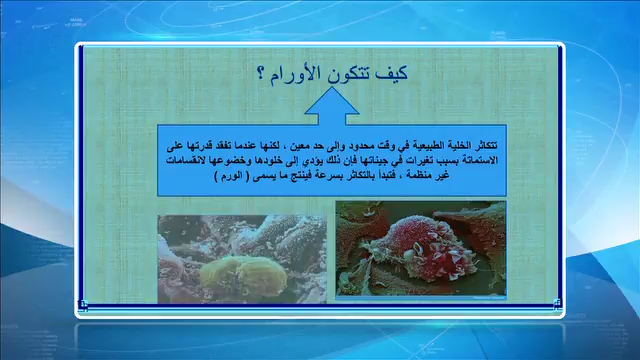 كيف تتكون الأورام ؟
تتكاثر الخلية الطبيعية في وقت محدود وإلى حد معين ، لكنها عندما تفقد قدرتها على
الاستماتة بسبب تغيرات في جيناتها فإن ذلك يؤدي إلى خلودها وخضوعها لانقسامات
غير منظمة ، فتبدأ بالتكاثر بسرعة فينتج ما يسمى ( الورم )